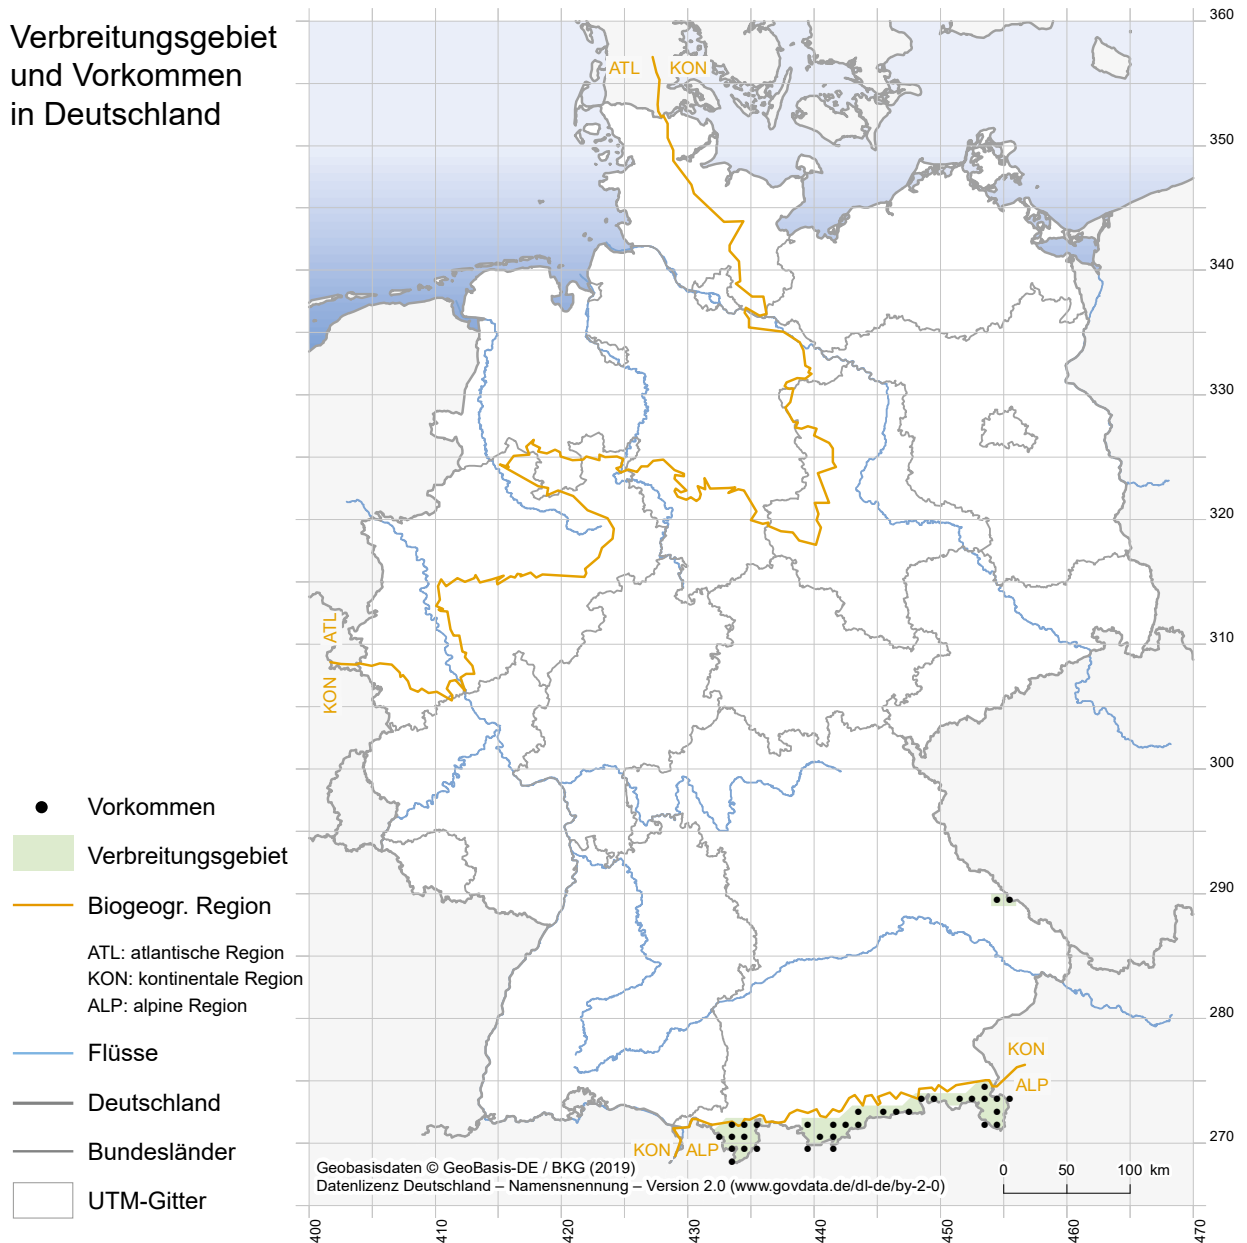 Verbreitungsgebiet
und Vorkommen
in Deutschland
ATL KON
360
350
340
330
320
310
300
290
280
270
ATL
KON
Vorkommen
Verbreitungsgebiet
Biogeogr. Region
ATL: atlantische Region
KON: kontinentale Region
ALP: alpine Region
Flüsse
Deutschland
Bundesländer
UTM-Gitter
KON
ALP
KON ALP
Geobasisdaten © GeoBasis-DE / BKG (2019)
Datenlizenz Deutschland – Namensnennung – Version 2.0 (www.govdata.de/dl-de/by-2-0)
0 50 100 km
400 410 420 430 440 450 460 470